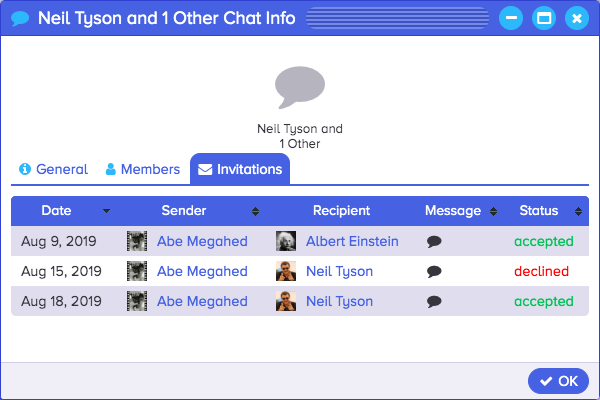 Neil Tyson and 1 Other Chat Info
Neil Tyson and
1 Other
General Members Invitations
Date Sender Recipient Message Status
Aug 9, 2019 Abe Megahed Albert Einstein accepted
Aug 15, 2019 Abe Megahed Neil Tyson declined
Aug 18, 2019 Abe Megahed Neil Tyson accepted
OK